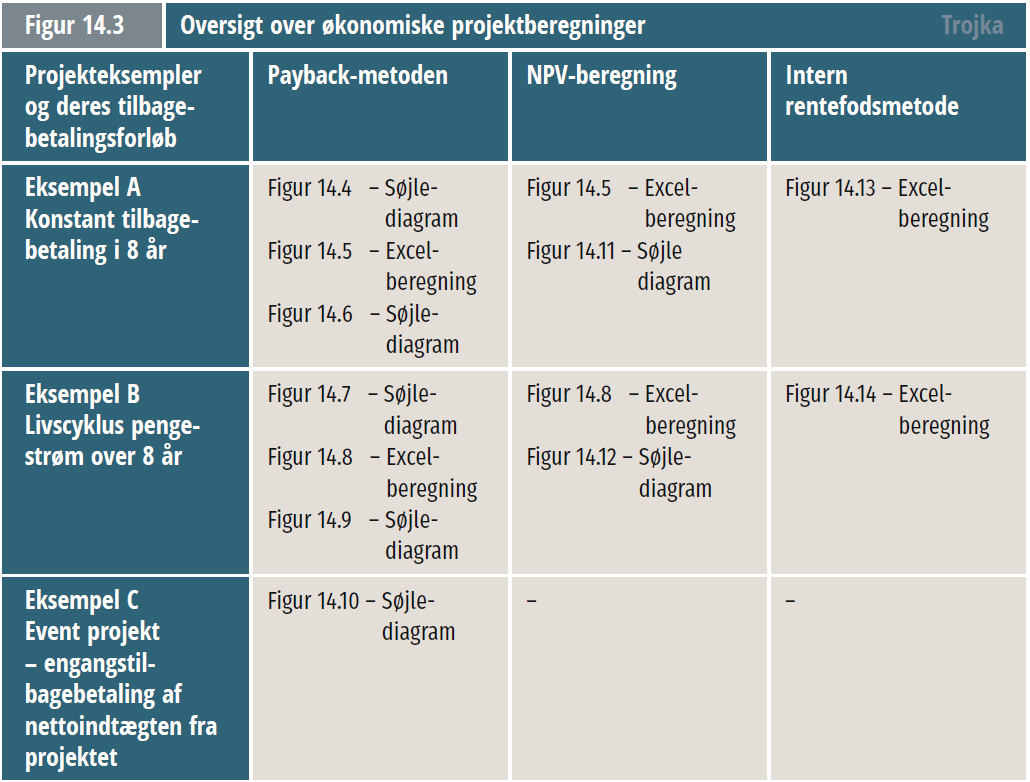 Figur 14.3
Oversigt over økonomiske projektberegninger
Trojka
Projekteksempler
og deres tilbage-
betalingsforløb
Payback-metoden
NPV-beregning
Intern
rentefodsmetode
Eksempel A
Konstant tilbage-
betaling i 8 år
Figur 14.4 – Søjle-
diagram
Figur 14.5 – Excel-
beregning
Figur 14.6 – Søjle-
diagram
Figur 14.5 – Excel-
beregning
Figur 14.11 – Søjle
diagram
Figur 14.13 – Excel-
beregning
Eksempel B
Livscyklus penge-
strøm over 8 år
Figur 14.7 – Søjle-
diagram
Figur 14.8 – Excel-
beregning
Figur 14.9 – Søjle-
diagram
Figur 14.8 – Excel-
beregning
Figur 14.12 – Søjle-
diagram
Figur 14.14 – Excel-
beregning
Eksempel C
Event projekt
– engangstil-
bagebetaling af
nettoindtægten fra
projektet
Figur 14.10 – Søjle-
diagram
–
–